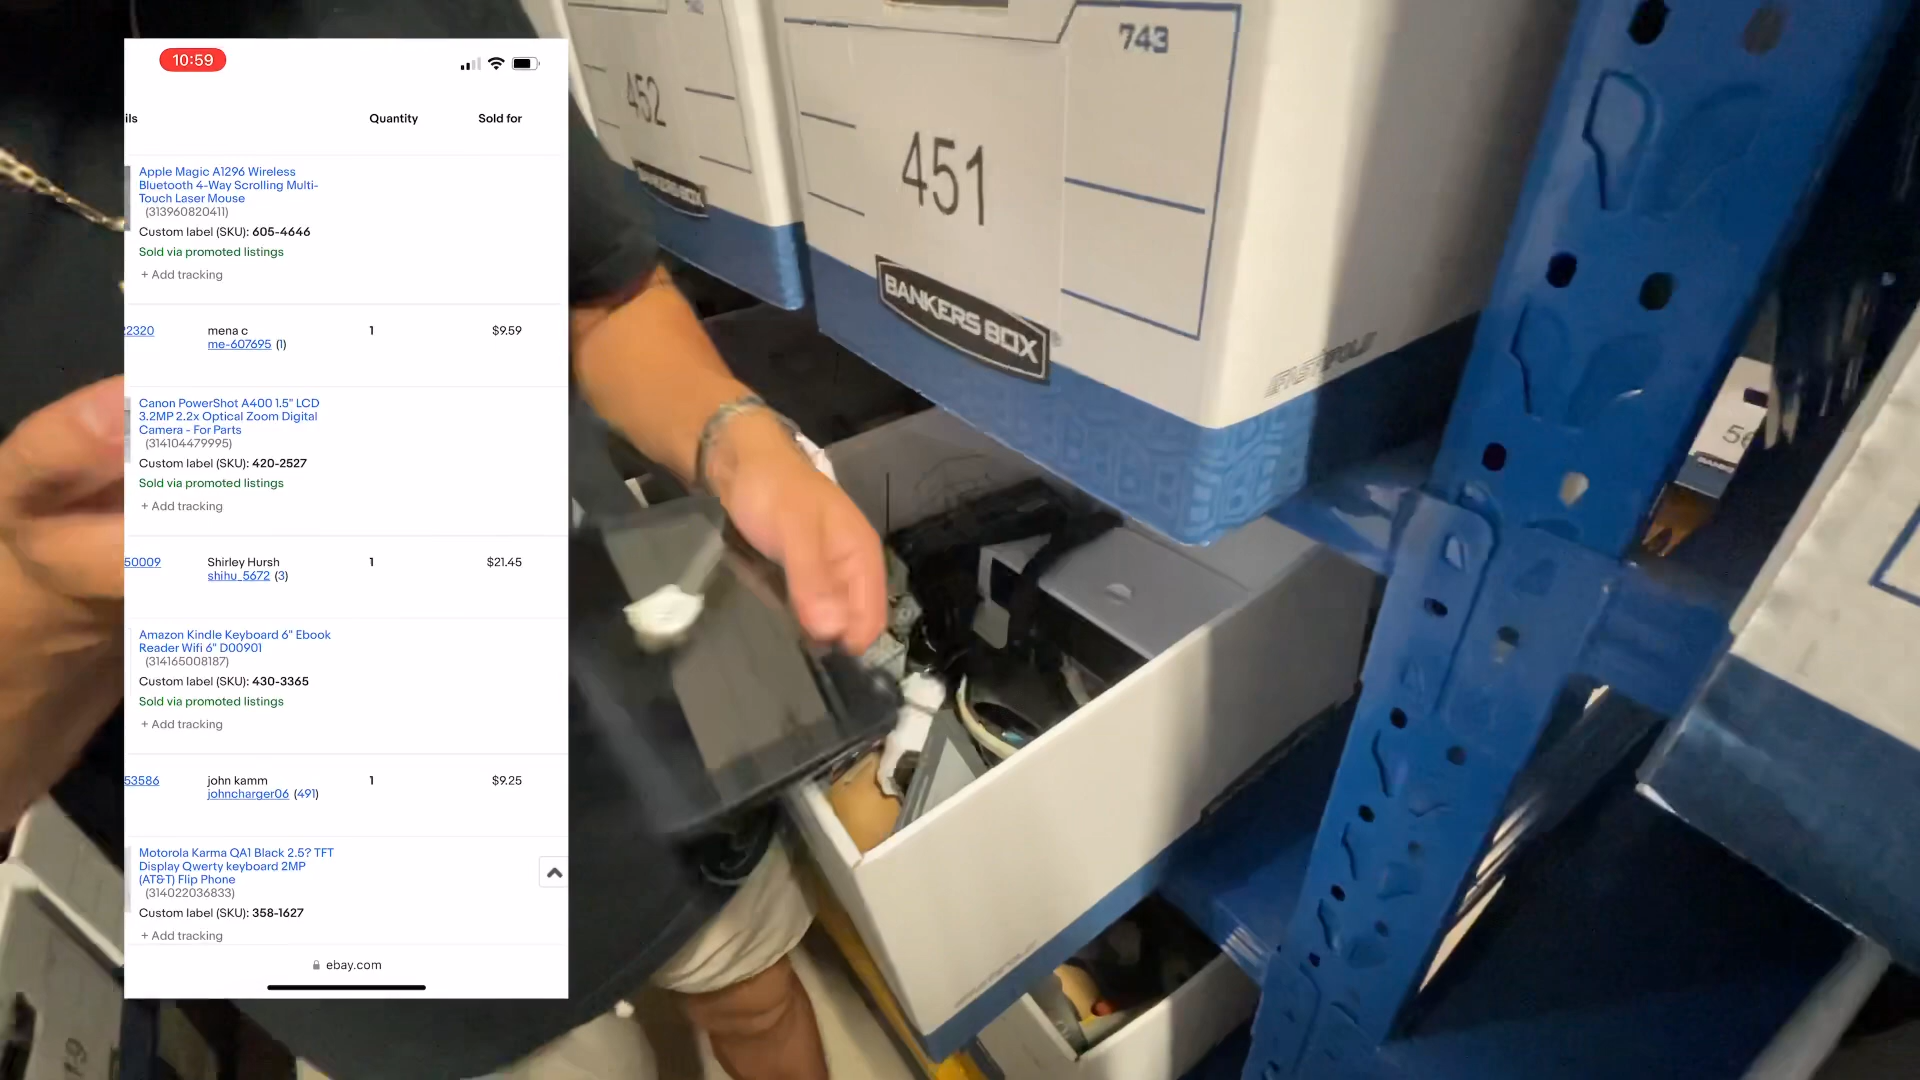 10:59
ils Quantity Sold for
Apple Magic A1296 Wireless
Bluetooth 4-Way Scrolling Multi-
Touch Laser Mouse
(313960820411)
Custom label (SKU): 605-4646
Sold via promoted listings
+ Add tracking
22320 mena c 1 $9.59
me-607695 (1)
Canon PowerShot A400 1.5" LCD
3.2MP 2.2x Optical Zoom Digital
Camera - For Parts
(314104479995)
Custom label (SKU): 420-2527
Sold via promoted listings
+ Add tracking
50009 Shirley Hursh 1 $21.45
shihu_5672 (3)
Amazon Kindle Keyboard 6" Ebook
Reader Wifi 6" D00901
(314165008187)
Custom label (SKU): 430-3365
Sold via promoted listings
+ Add tracking
53586 john kamm 1 $9.25
johncharger06 (491)
Motorola Karma QA1 Black 2.5? TFT
Display Qwerty keyboard 2MP
(AT&T) Flip Phone
(314022036833)
Custom label (SKU): 358-1627
+ Add tracking
ebay.com
452
BANKERS BOX
743
451
BANKERS BOX
FASTFOLD